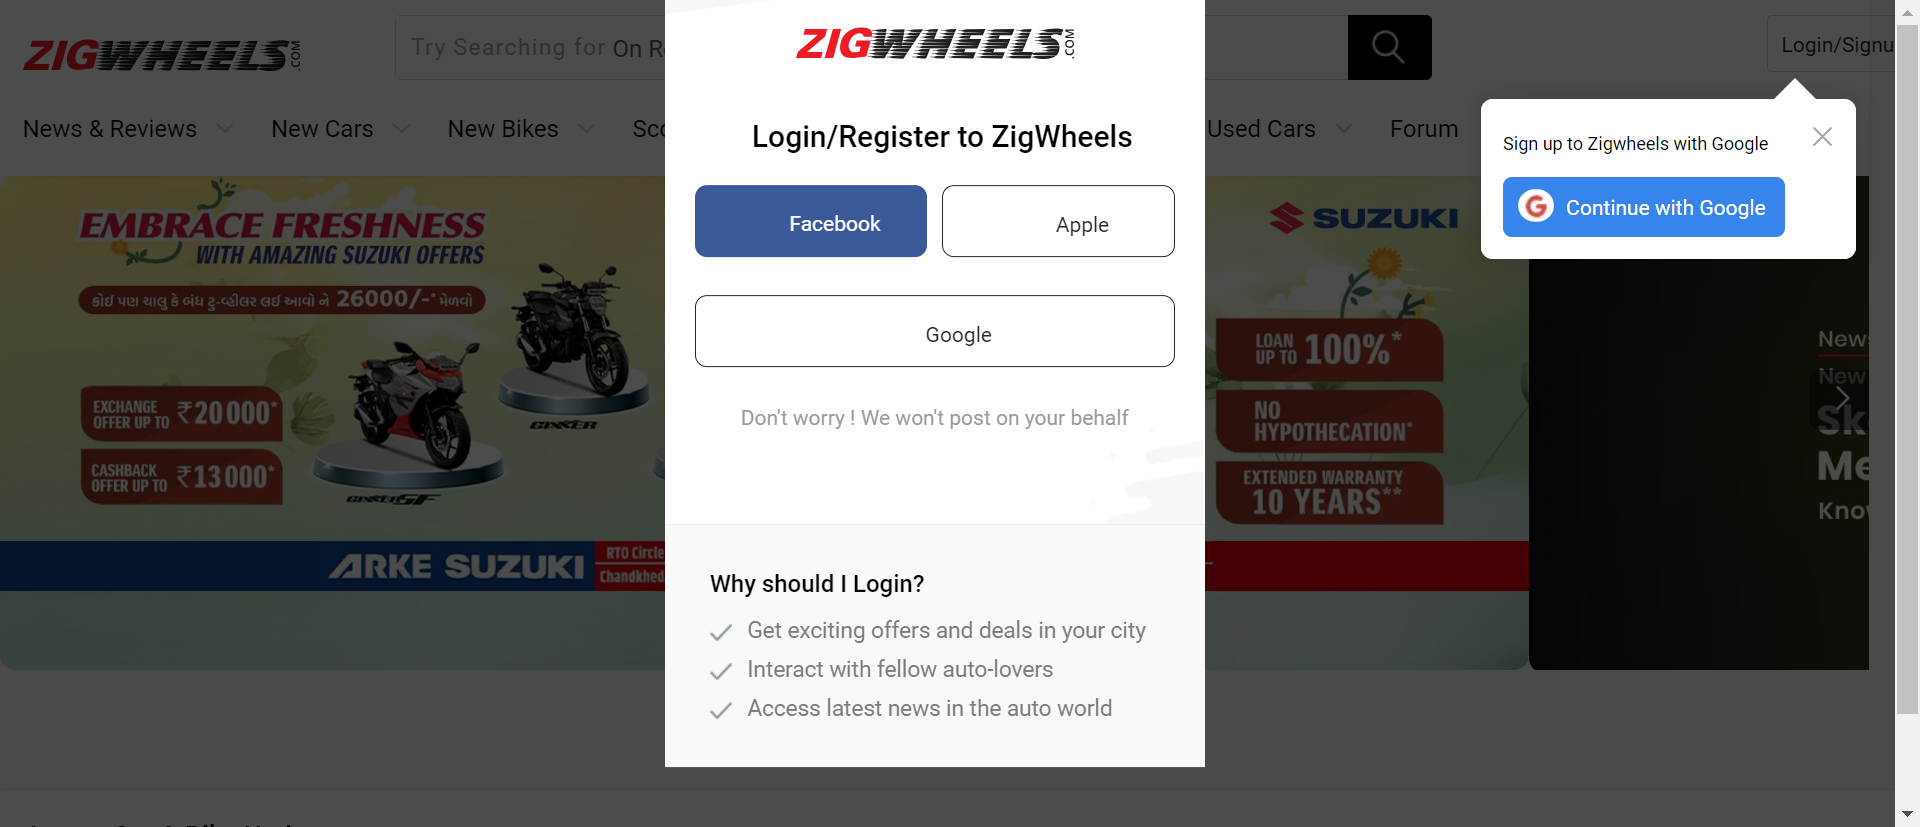 ZIGWHEELS.COM
Try Searching for On R
Login/Signu
News & Reviews
New Cars
New Bikes
Sco
Used Cars
Forum
ZIGWHEELS.COM
Login/Register to ZigWheels
Facebook
Apple
Google
Don't worry ! We won't post on your behalf
Why should I Login?
Get exciting offers and deals in your city
Interact with fellow auto-lovers
Access latest news in the auto world
Sign up to Zigwheels with Google
Continue with Google
EMBRACE FRESHNESS
WITH AMAZING SUZUKI OFFERS
કોઈ પણ ચાલુ કે બંધ ટુ-વ્હીલર લઈ આવો ને 26000/-* મેળવો
EXCHANGE
OFFER UP TO ₹20000*
CASHBACK
OFFER UP TO ₹13000*
GIXXER
GIXXER SF
SUZUKI
LOAN
UP TO 100%*
NO
HYPOTHECATION*
EXTENDED WARRANTY
10 YEARS**
ARKE SUZUKI
RTO Circle
Chandkhed
News
New
Sk
Me
Know